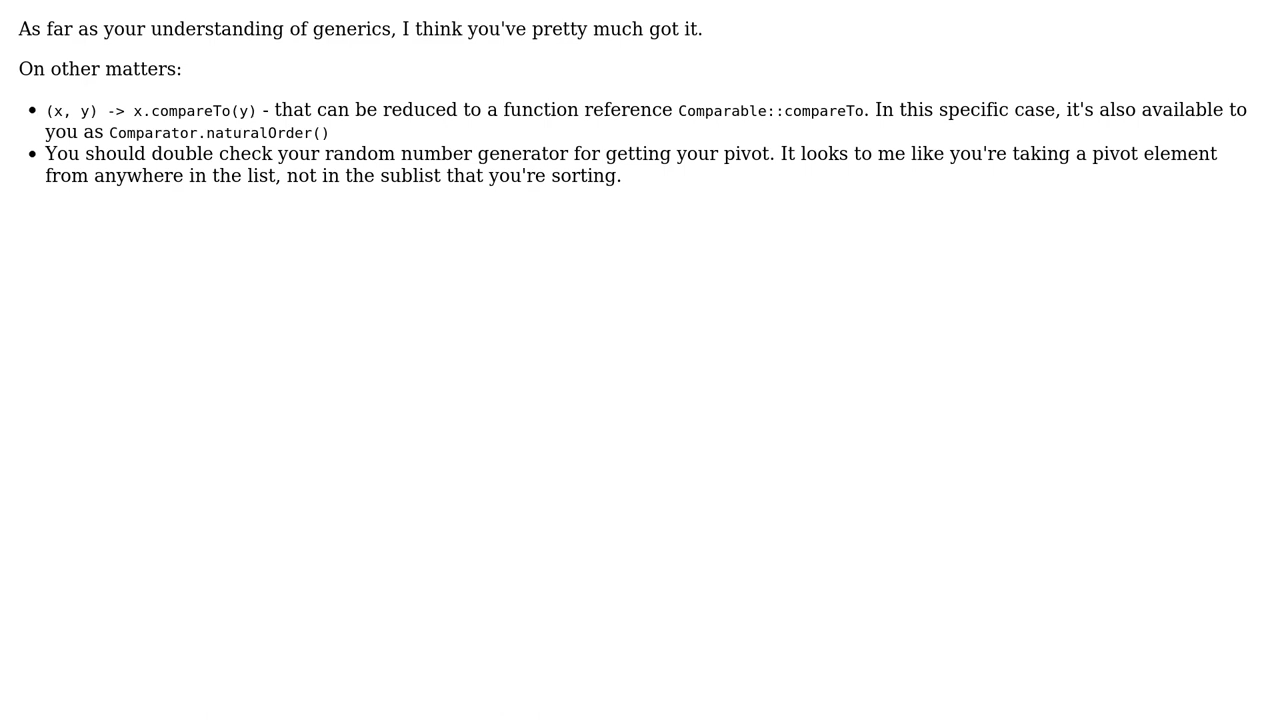 As far as your understanding of generics, I think you've pretty much got it.
On other matters:
(x, y) -> x.compareTo(y) - that can be reduced to a function reference Comparable::compareTo. In this specific case, it's also available to
you as Comparator.naturalOrder()
You should double check your random number generator for getting your pivot. It looks to me like you're taking a pivot element
from anywhere in the list, not in the sublist that you're sorting.